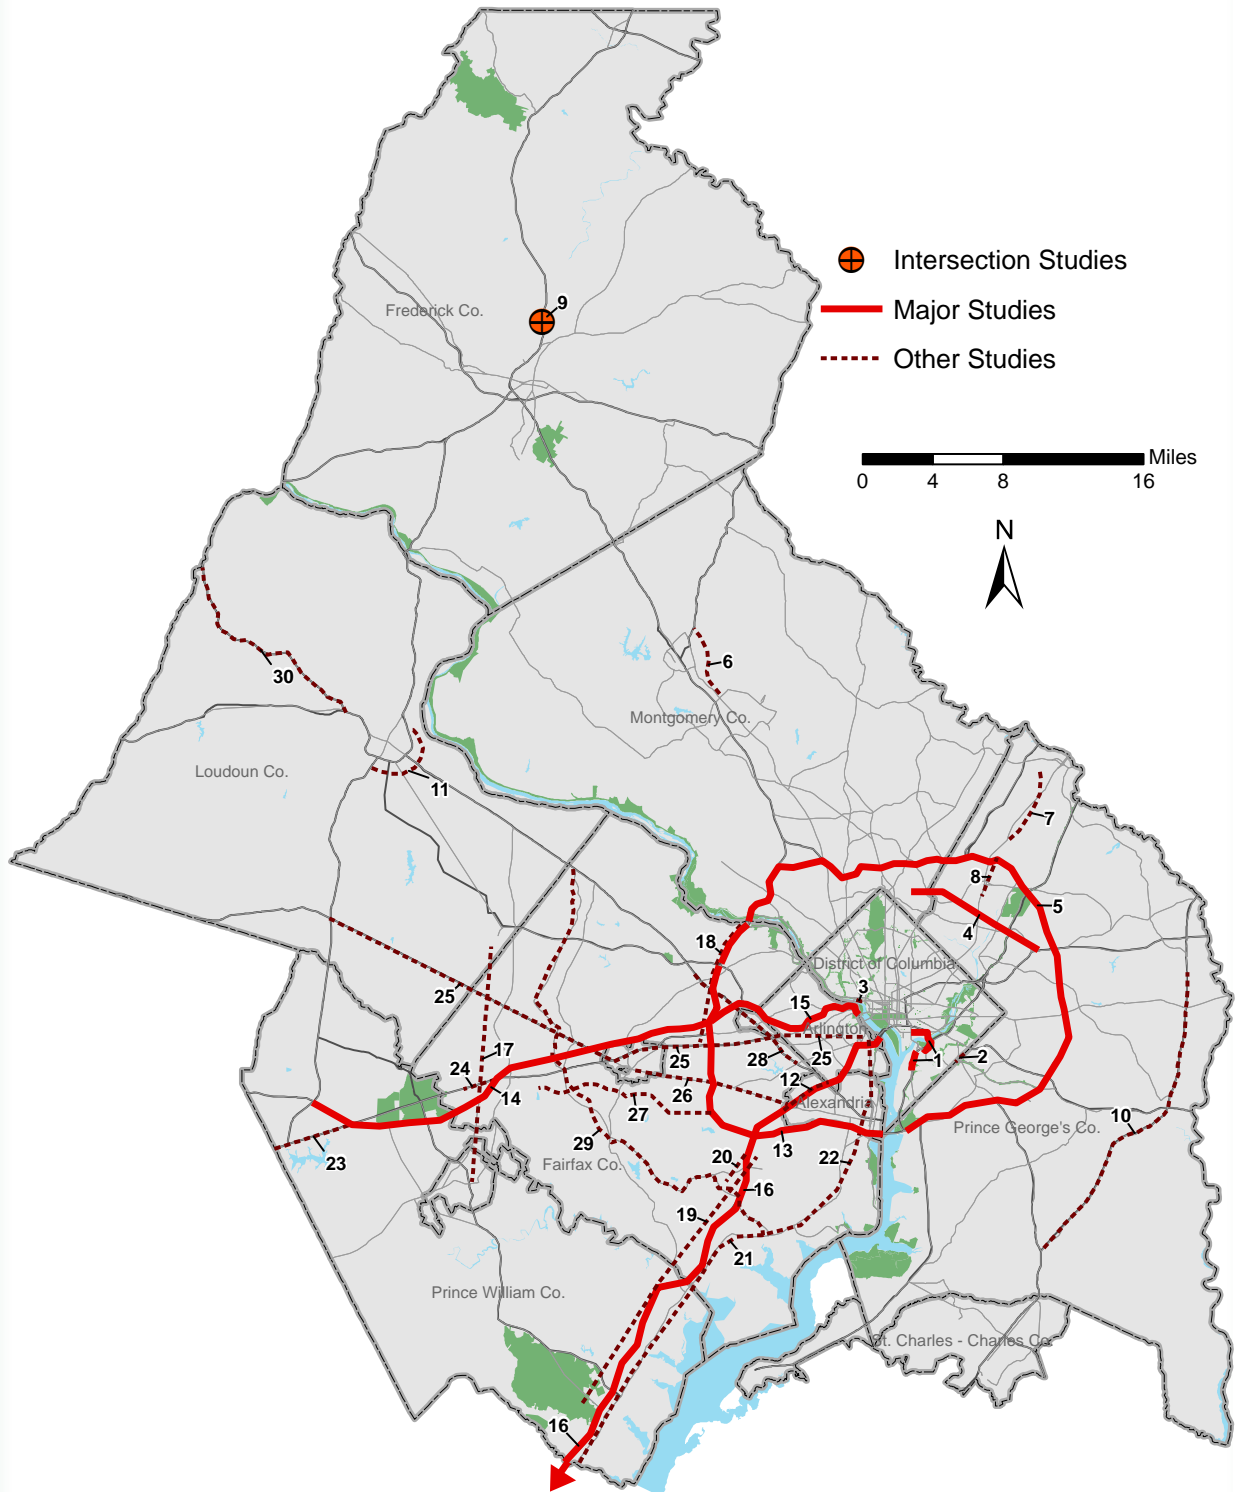 Intersection Studies
9
Frederick Co.
Major Studies
Other Studies
Miles
0 4 8 16
N
6
30
Montgomery Co.
Loudoun Co.
11
7
8
5
4
18
District of Columbia
3
25
15
Arlington
17
25
28
25
1
2
24
14
26
12
27
Alexandria
10
Prince George's Co.
23
29
Fairfax Co.
20
13
22
16
19
21
Prince William Co.
St. Charles - Charles Co.
16